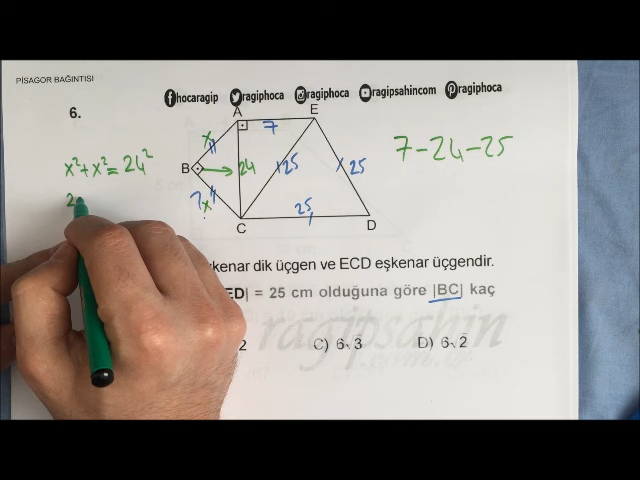 PİSAGOR BAĞINTISI
hocaragip ragiphoca ragiphoca ragipsahincom ragiphoca
6.
A E
7
x
7-24-25
x²+x²=24²
B 24 25 25
2
? x
25
C D
kenar dik üçgen ve ECD eşkenar üçgendir.
ED| = 25 cm olduğuna göre |BC| kaç
2 C) 6√3 D) 6√2
ragipsahin